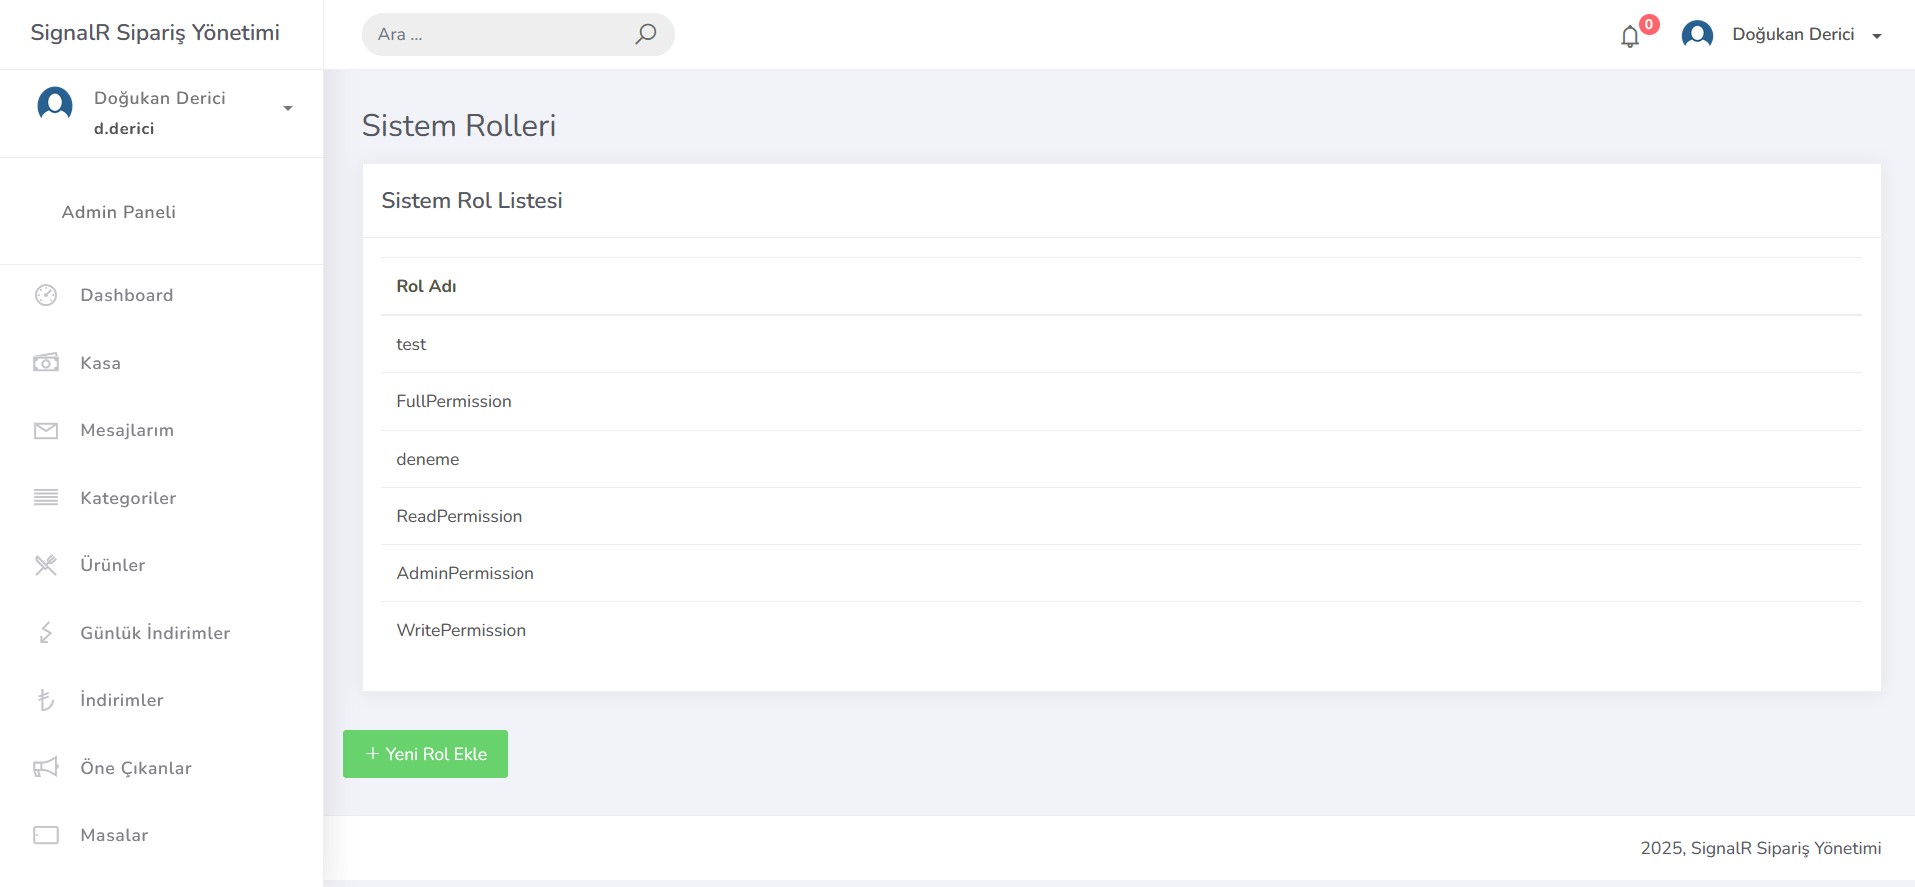 SignalR Sipariş Yönetimi
Ara ...
0
Doğukan Derici
Doğukan Derici
d.derici
Admin Paneli
Dashboard
Kasa
Mesajlarım
Kategoriler
Ürünler
Günlük İndirimler
İndirimler
Öne Çıkanlar
Masalar
Sistem Rolleri
Sistem Rol Listesi
Rol Adı
test
FullPermission
deneme
ReadPermission
AdminPermission
WritePermission
+ Yeni Rol Ekle
2025, SignalR Sipariş Yönetimi